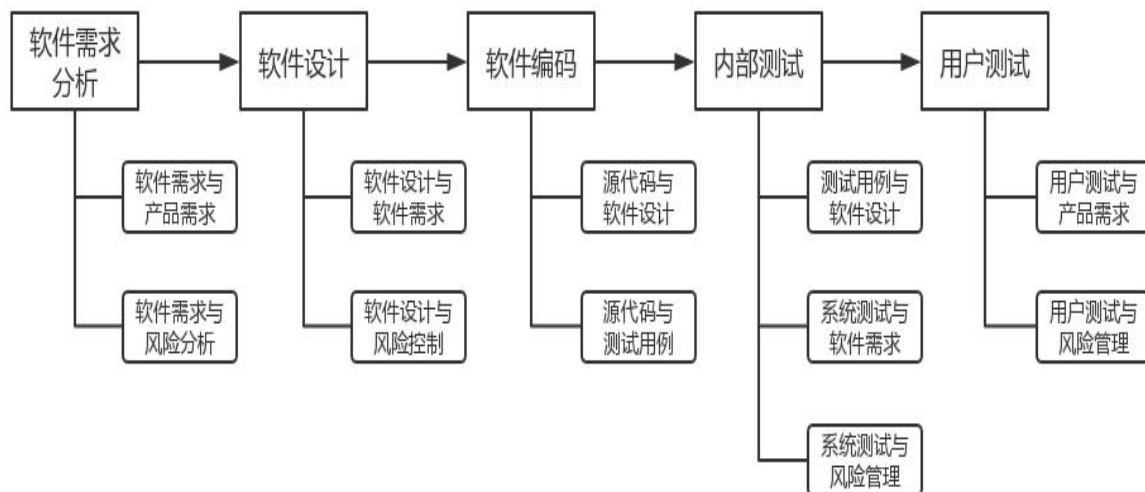 软件需求
分析
软件设计
软件编码
内部测试
用户测试
软件需求与
产品需求
软件设计与
软件需求
源代码与
软件设计
测试用例与
软件设计
用户测试与
产品需求
软件需求与
风险分析
软件设计与
风险控制
源代码与
测试用例
系统测试与
软件需求
用户测试与
风险管理
系统测试与
风险管理